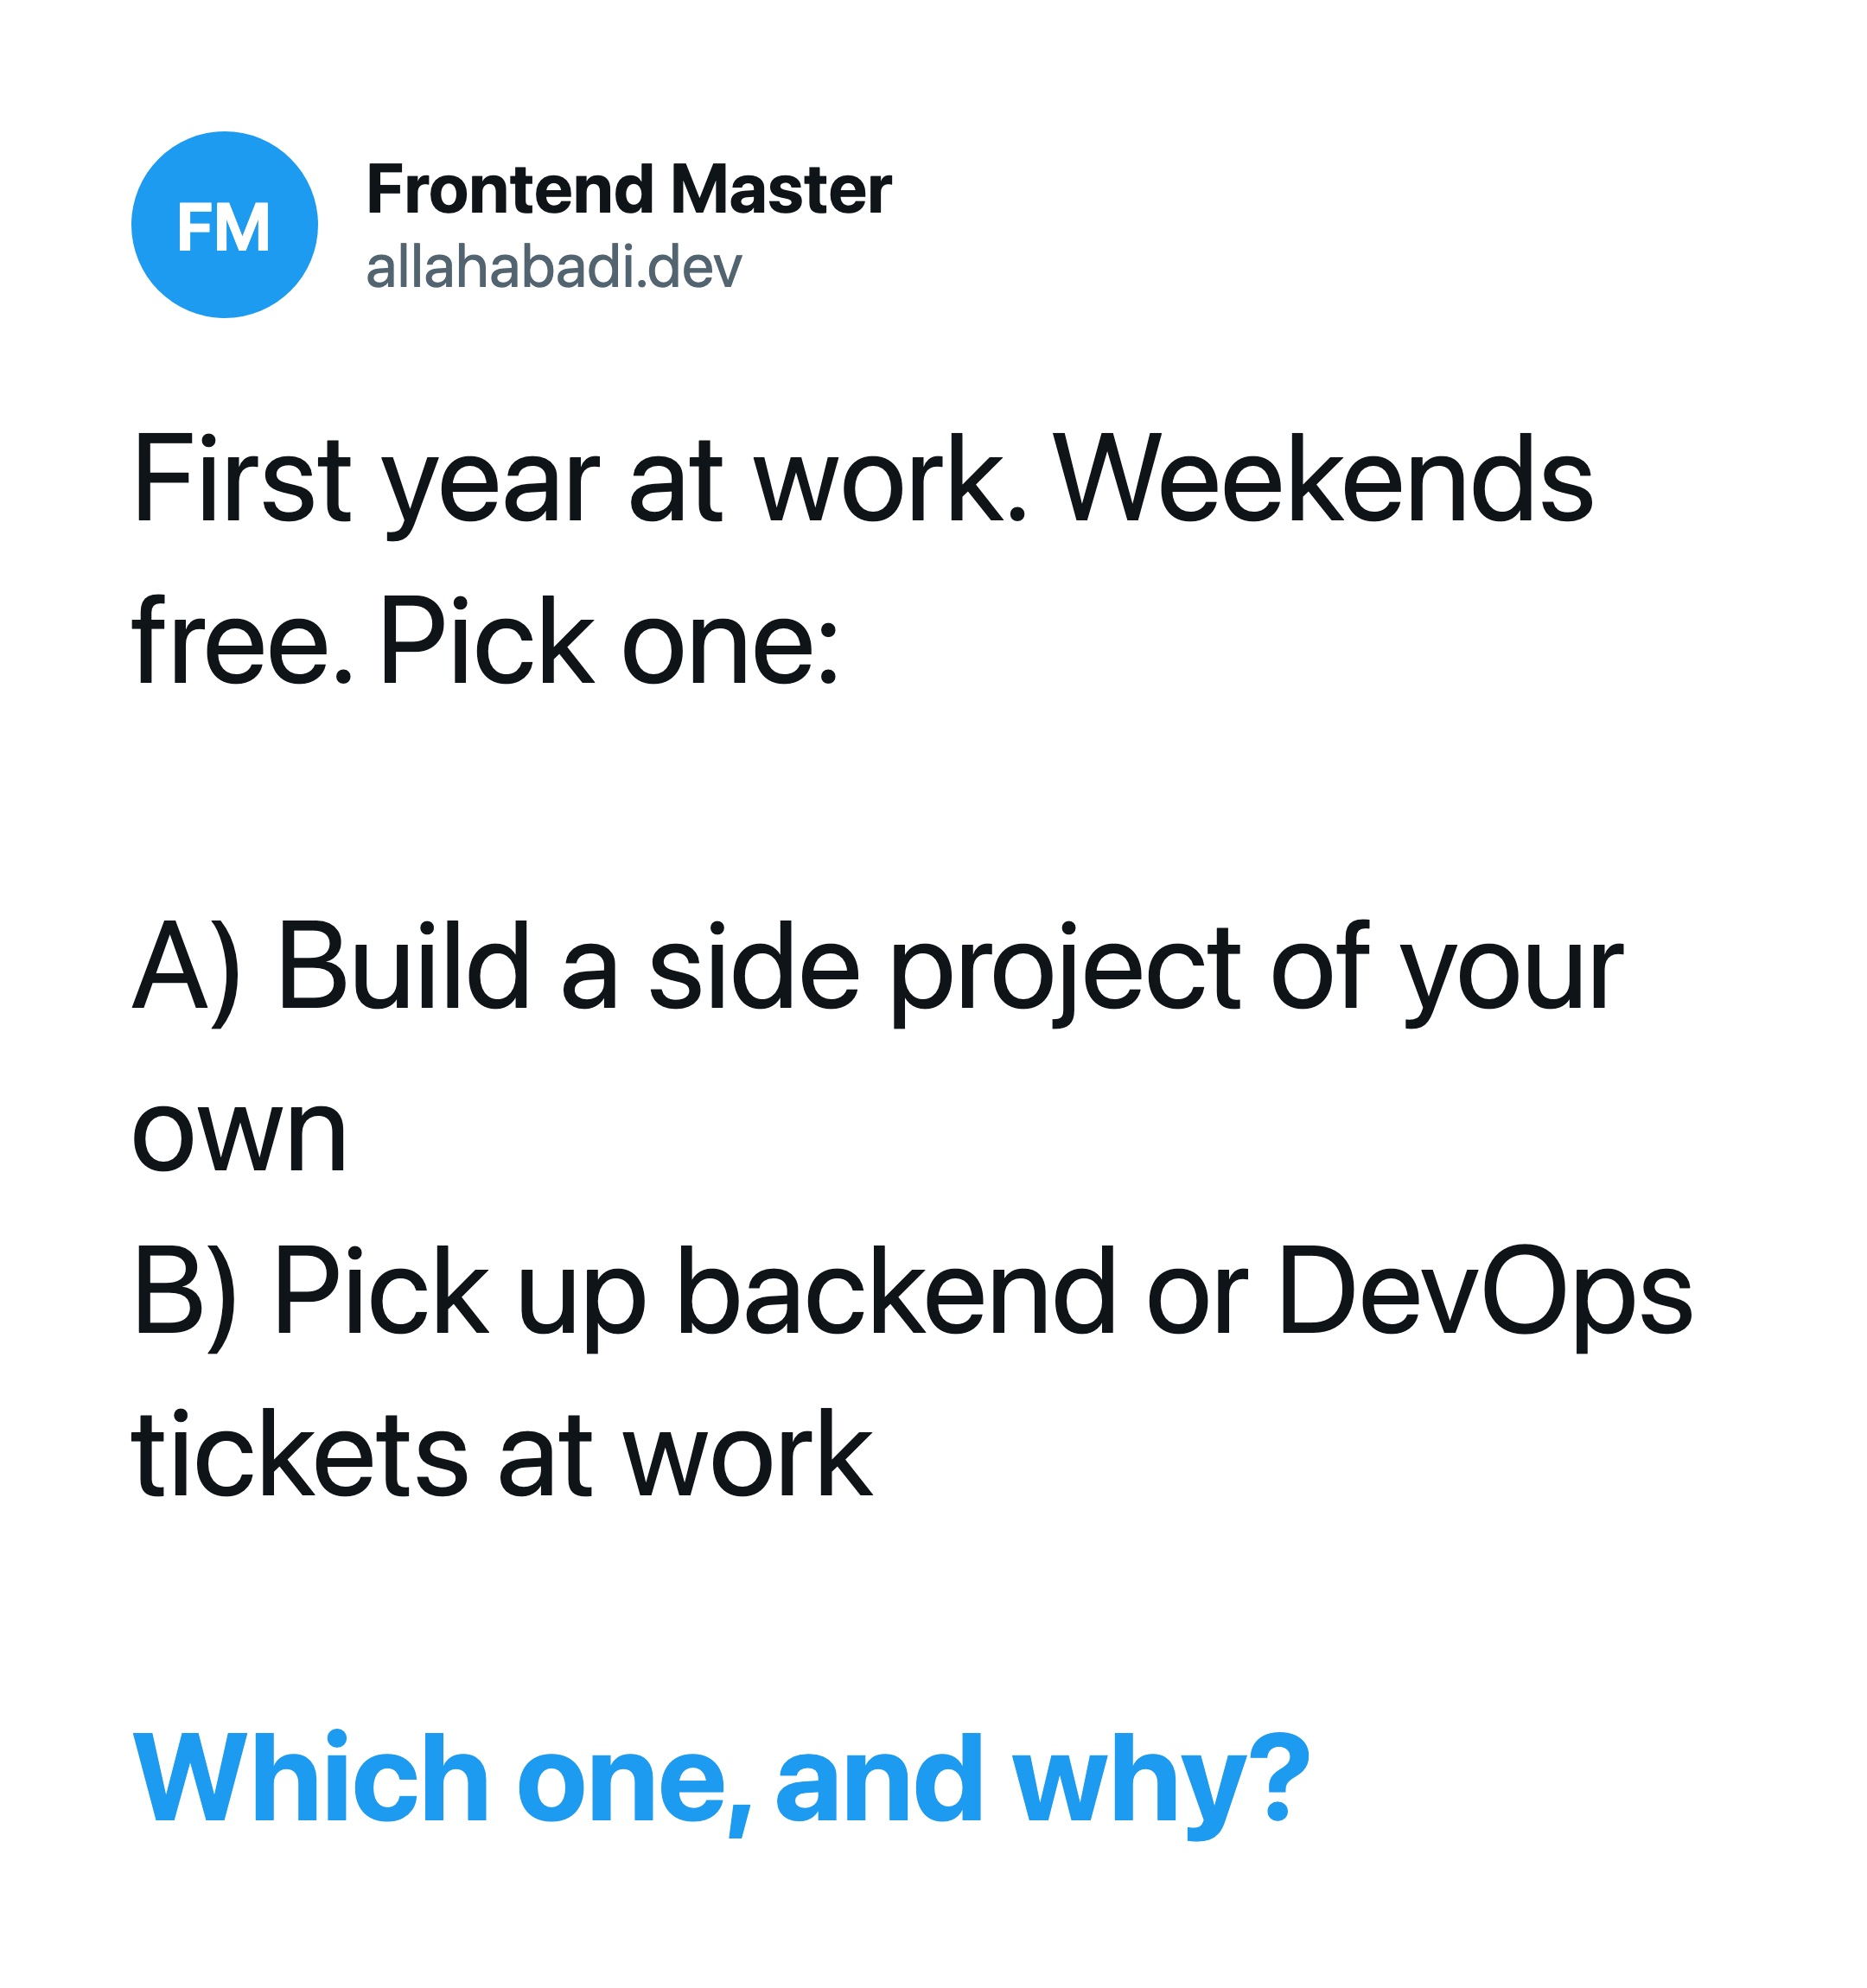 FM
Frontend Master
allahabadi.dev
First year at work. Weekends
free. Pick one:
A) Build a side project of your
own
B) Pick up backend or DevOps
tickets at work
Which one, and why?